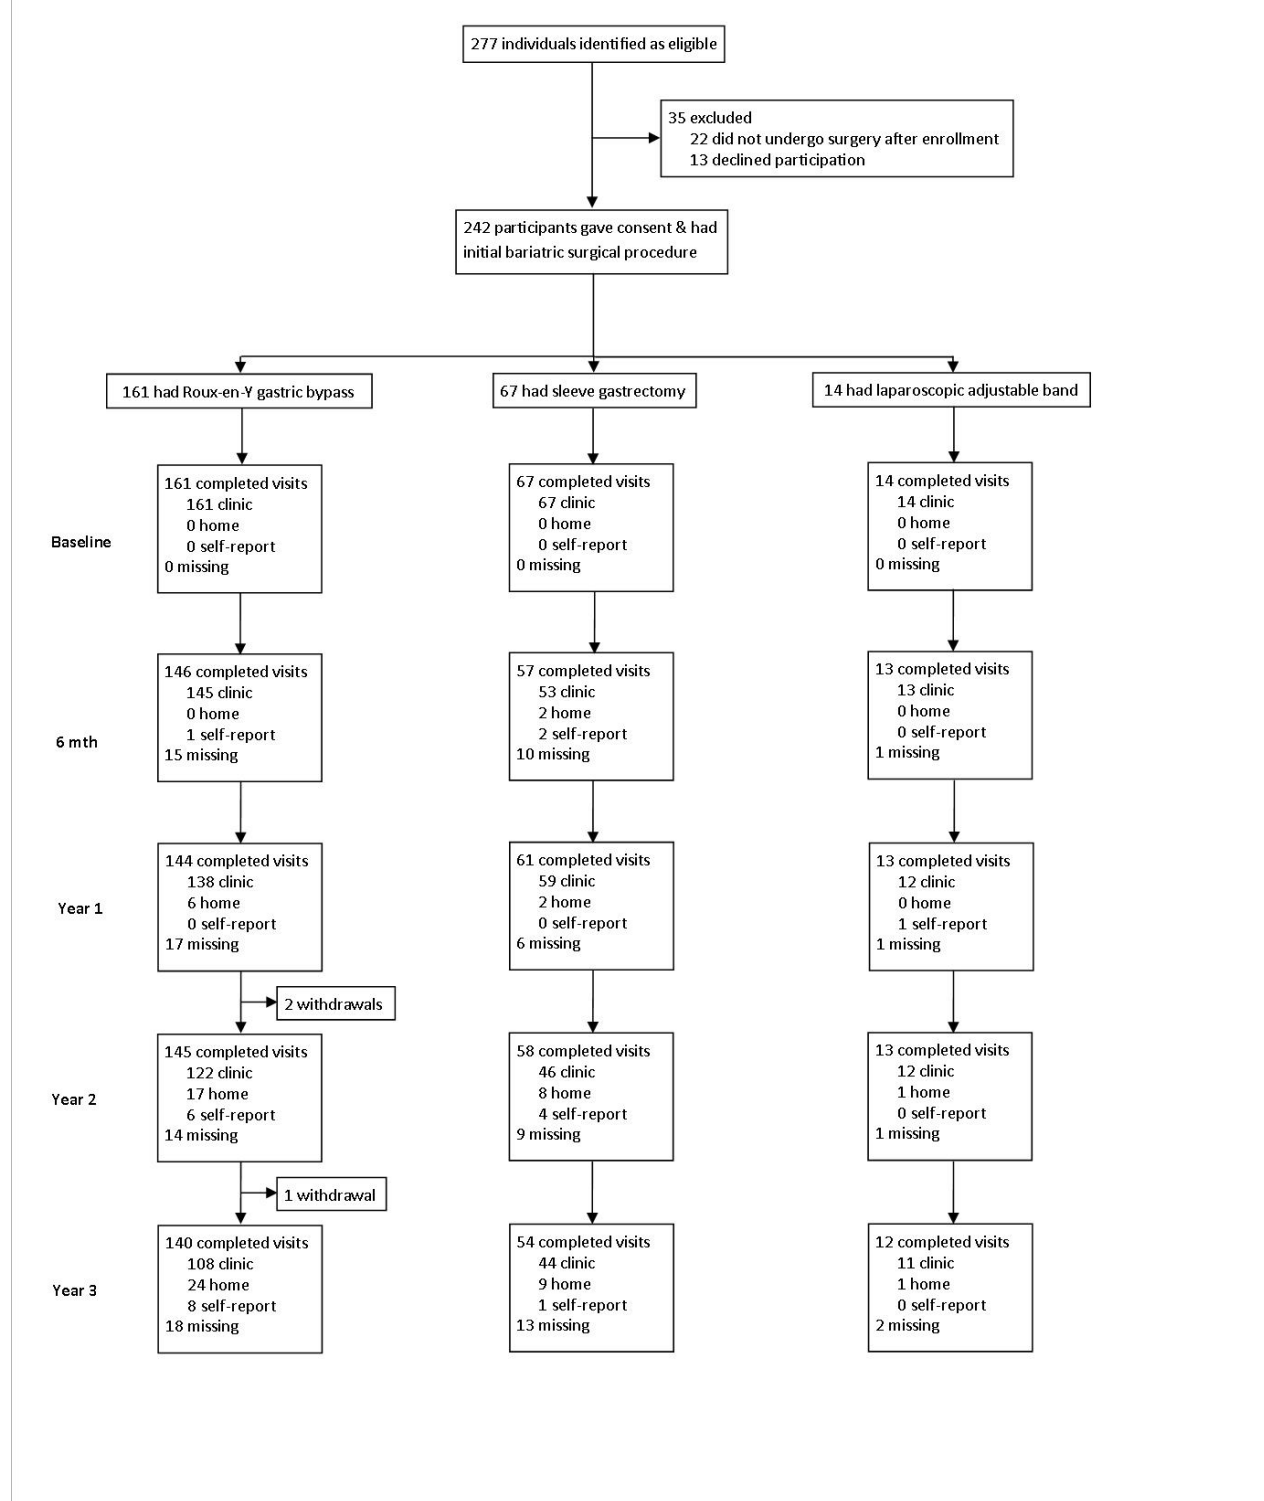 277 individuals identified as eligible
35 excluded
22 did not undergo surgery after enrollment
13 declined participation
242 participants gave consent & had
initial bariatric surgical procedure
161 had Roux-en-Y gastric bypass
67 had sleeve gastrectomy
14 had laparoscopic adjustable band
Baseline
161 completed visits
161 clinic
0 home
0 self-report
0 missing
67 completed visits
67 clinic
0 home
0 self-report
0 missing
14 completed visits
14 clinic
0 home
0 self-report
0 missing
6 mth
146 completed visits
145 clinic
0 home
1 self-report
15 missing
57 completed visits
53 clinic
2 home
2 self-report
10 missing
13 completed visits
13 clinic
0 home
0 self-report
1 missing
Year 1
144 completed visits
138 clinic
6 home
0 self-report
17 missing
61 completed visits
59 clinic
2 home
0 self-report
6 missing
13 completed visits
12 clinic
0 home
1 self-report
1 missing
2 withdrawals
Year 2
145 completed visits
122 clinic
17 home
6 self-report
14 missing
58 completed visits
46 clinic
8 home
4 self-report
9 missing
13 completed visits
12 clinic
1 home
0 self-report
1 missing
1 withdrawal
Year 3
140 completed visits
108 clinic
24 home
8 self-report
18 missing
54 completed visits
44 clinic
9 home
1 self-report
13 missing
12 completed visits
11 clinic
1 home
0 self-report
2 missing